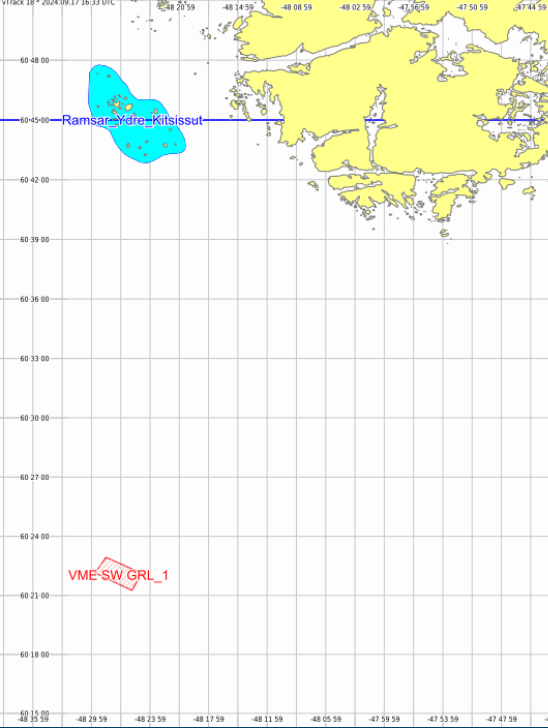 vTrack 18 * 2024.09.17 16:33 UTC
-48 20 59 -48 14 59 -48 08 59 -48 02 59 -47 56 59 -47 50 59 -47 44 59
60 48 00
60 45 00 Ramsar_Ydre_Kitsissut
60 42 00
60 39 00
60 36 00
60 33 00
60 30 00
60 27 00
60 24 00
VME-SW GRL_1
60 21 00
60 18 00
60 15 00
-48 35 59 -48 29 59 -48 23 59 -48 17 59 -48 11 59 -48 05 59 -47 59 59 -47 53 59 -47 47 59